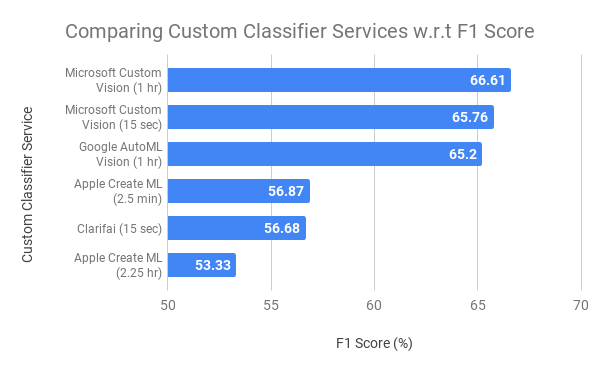 Comparing Custom Classifier Services w.r.t F1 Score
Custom Classifier Service
Microsoft Custom
Vision (1 hr)
66.61
Microsoft Custom
Vision (15 sec)
65.76
Google AutoML
Vision (1 hr)
65.2
Apple Create ML
(2.5 min)
56.87
Clarifai (15 sec)
56.68
Apple Create ML
(2.25 hr)
53.33
50 55 60 65 70
F1 Score (%)